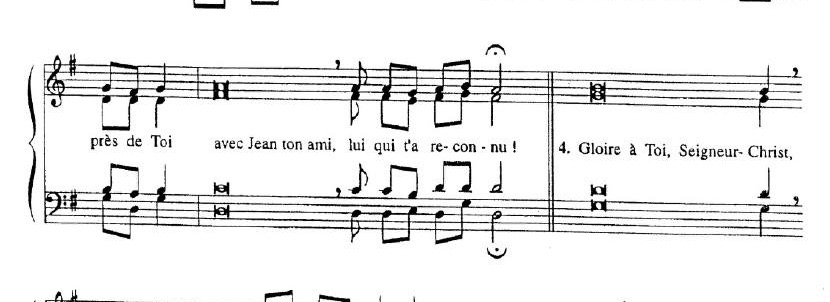 près de Toi avec Jean ton ami, lui qui t'a re- con - nu ! 4. Gloire à Toi, Seigneur- Christ,